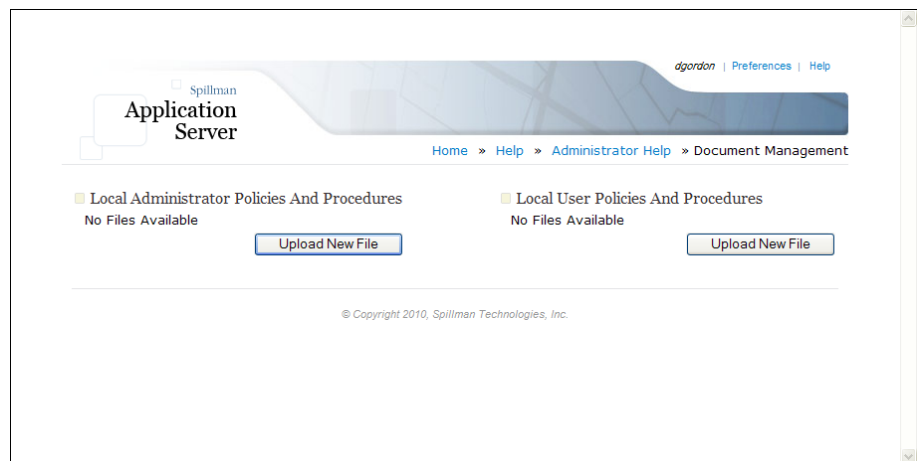 dgordon | Preferences | Help
Spillman
Application
Server
Home » Help » Administrator Help » Document Management
Local Administrator Policies And Procedures
No Files Available
Upload New File
Local User Policies And Procedures
No Files Available
Upload New File
© Copyright 2010, Spillman Technologies, Inc.